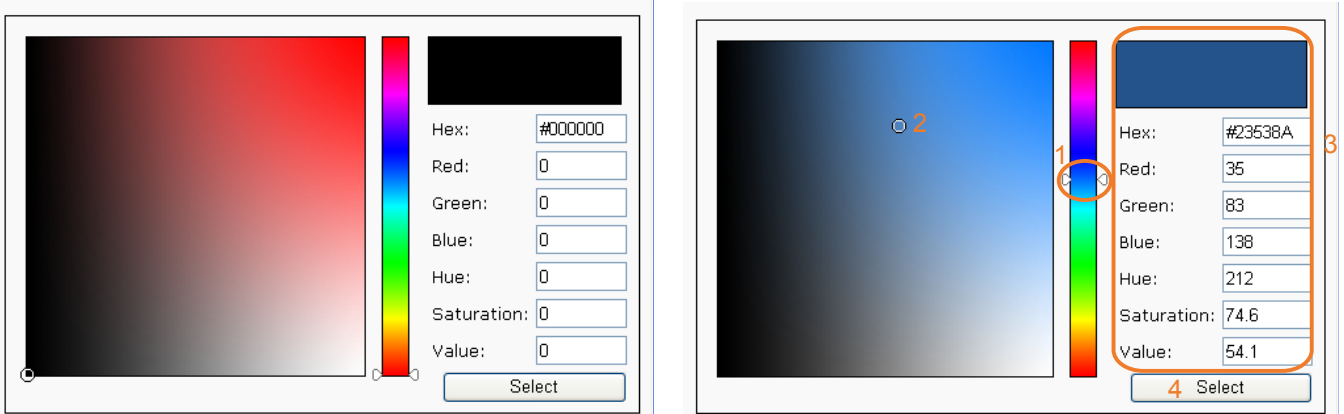 Hex: #000000
Red: 0
Green: 0
Blue: 0
Hue: 0
Saturation: 0
Value: 0
Select
1
2
3
Hex: #23538A
Red: 35
Green: 83
Blue: 138
Hue: 212
Saturation: 74.6
Value: 54.1
4 Select